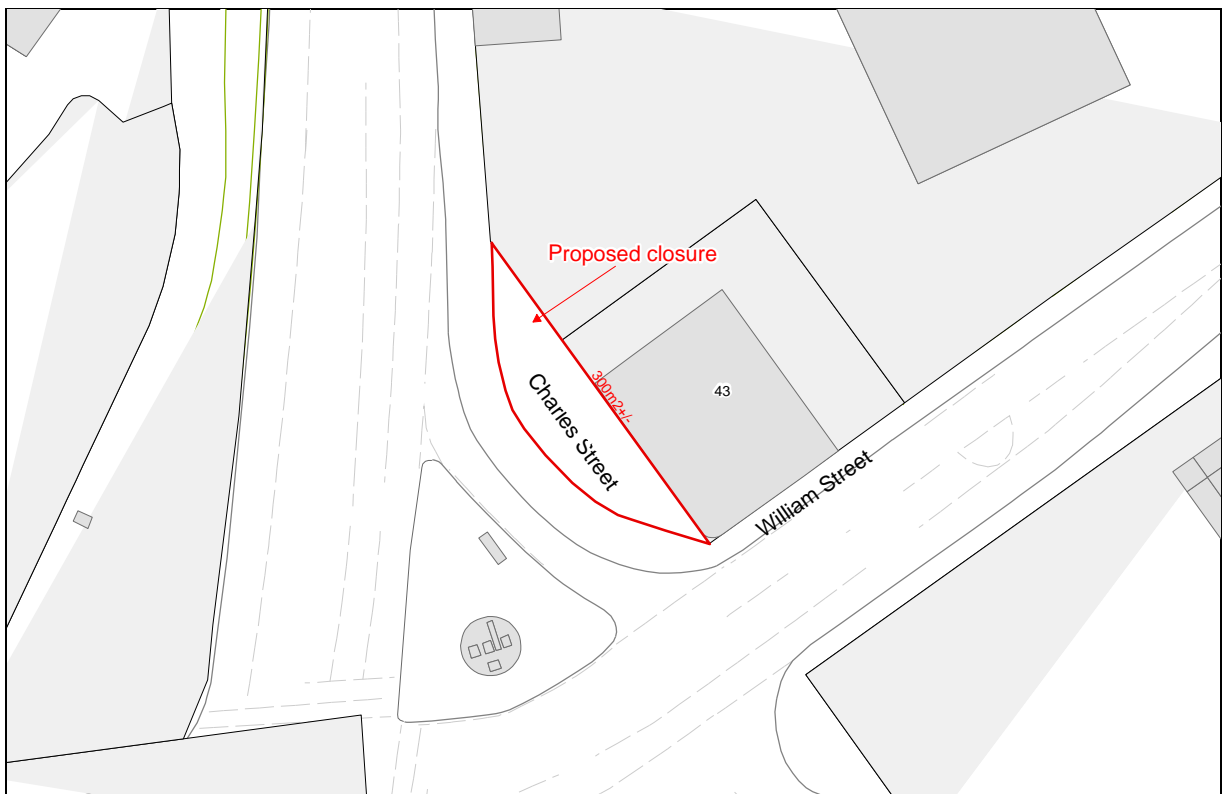 Proposed closure
300m2+/-
43
Charles Street
William Street